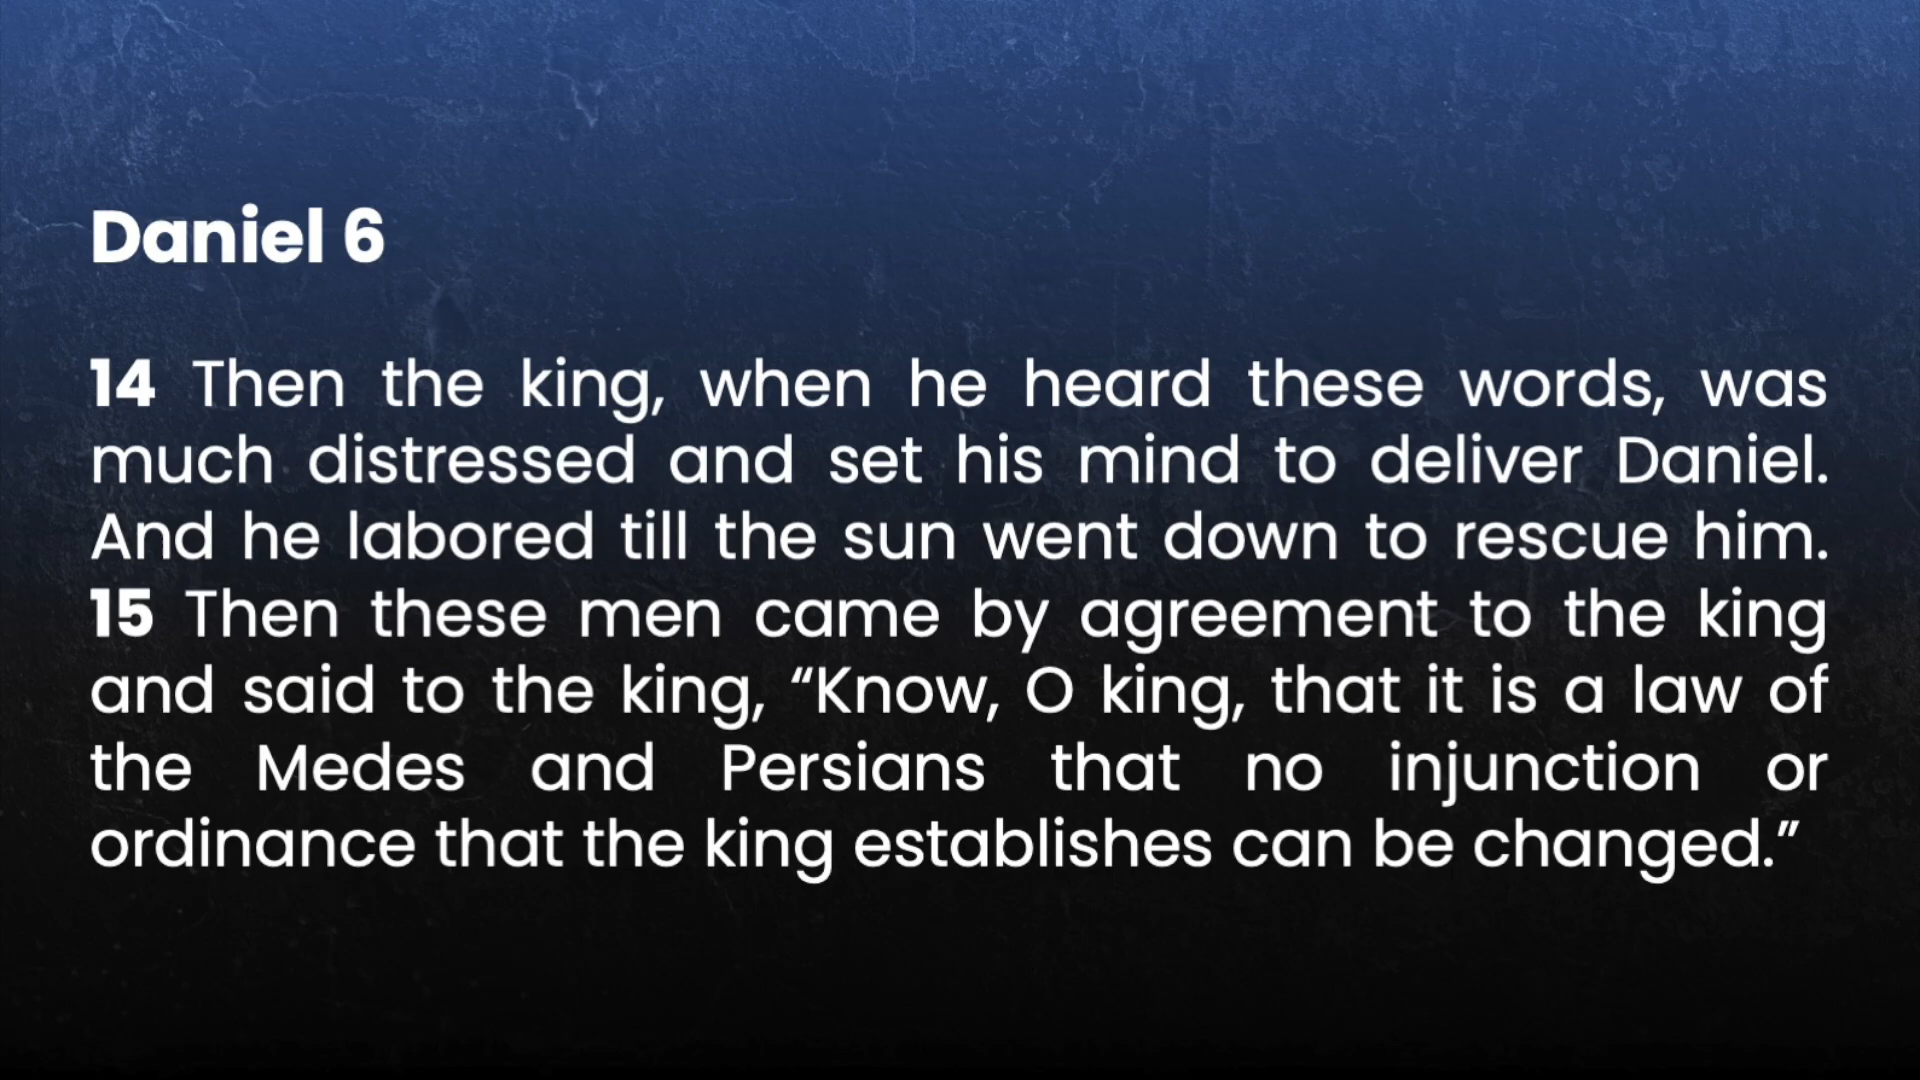 Daniel 6
14 Then the king, when he heard these words, was
much distressed and set his mind to deliver Daniel.
And he labored till the sun went down to rescue him.
15 Then these men came by agreement to the king
and said to the king, “Know, O king, that it is a law of
the Medes and Persians that no injunction or
ordinance that the king establishes can be changed.”